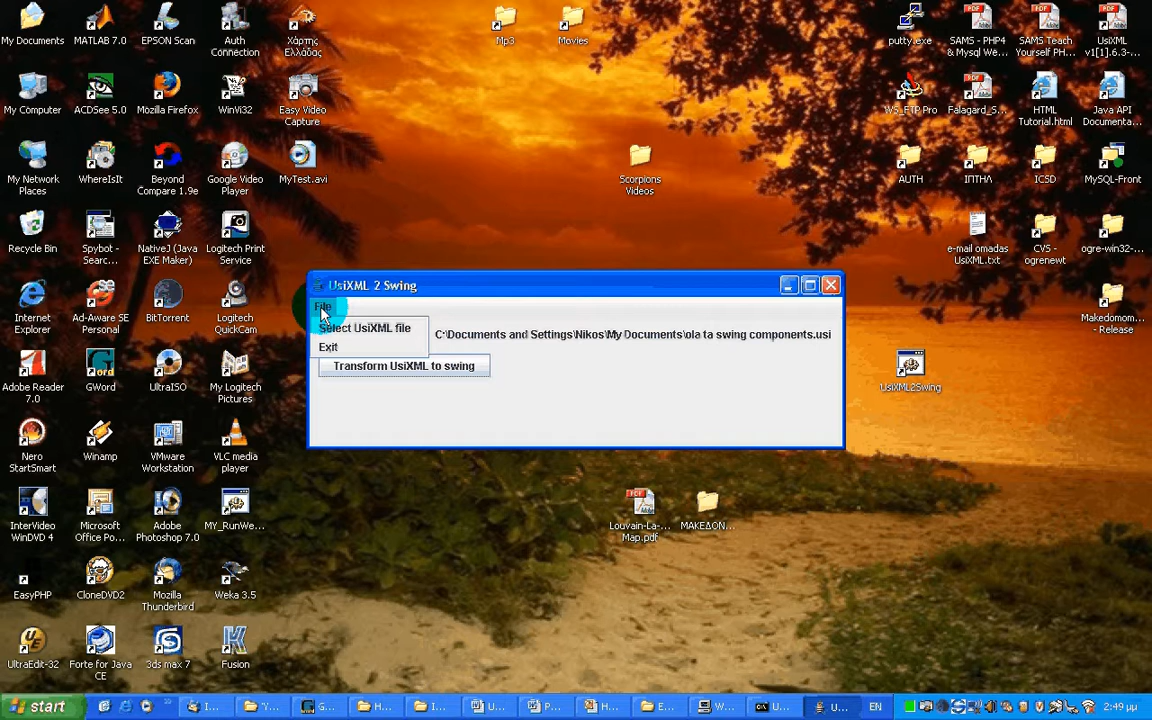 My Documents
MATLAB 7.0
EPSON Scan
Auth
Connection
Χάρτης
Ελλάδας
Mp3
Movies
putty.exe
SAMS - PHP4
& Mysql We...
SAMS Teach
Yourself PH...
UsiXML
v1[1].6.3-...
My Computer
ACDSee 5.0
Mozilla Firefox
WinVi32
Easy Video
Capture
WS_FTP Pro
Falagard_S...
HTML
Tutorial.html
Java API
Documenta...
My Network
Places
WhereIsIt
Beyond
Compare 1.9e
Google Video
Player
MyTest.avi
Scorpions
Videos
AUTH
ΙΠΤΗΛ
ICSD
MySQL-Front
Recycle Bin
Spybot -
Searc...
NativeJ (Java
EXE Maker)
Logitech Print
Service
e-mail omadas
UsiXML.txt
CVS -
ogrenewt
ogre-win32-...
Internet
Explorer
Ad-Aware SE
Personal
BitTorrent
Logitech
QuickCam
Makedomom...
- Release
UsiXML 2 Swing
File
Select UsiXML file
C:\Documents and Settings\Nikos\My Documents\ola ta swing components.usi
Exit
Transform UsiXML to swing
Adobe Reader
7.0
GWord
UltraISO
My Logitech
Pictures
UsiXML2Swing
Nero
StartSmart
Winamp
VMware
Workstation
VLC media
player
InterVideo
WinDVD 4
Microsoft
Office Po...
Adobe
Photoshop 7.0
MY_RunWe...
Louvain-La-...
Map.pdf
ΜΑΚΕΔΟΝ...
EasyPHP
CloneDVD2
Mozilla
Thunderbird
Weka 3.5
UltraEdit-32
Forte for Java
CE
3ds max 7
Fusion
start
I...
"Y...
G...
H...
I...
U...
P...
H...
E...
W...
U...
U...
EN
2:49 μμ